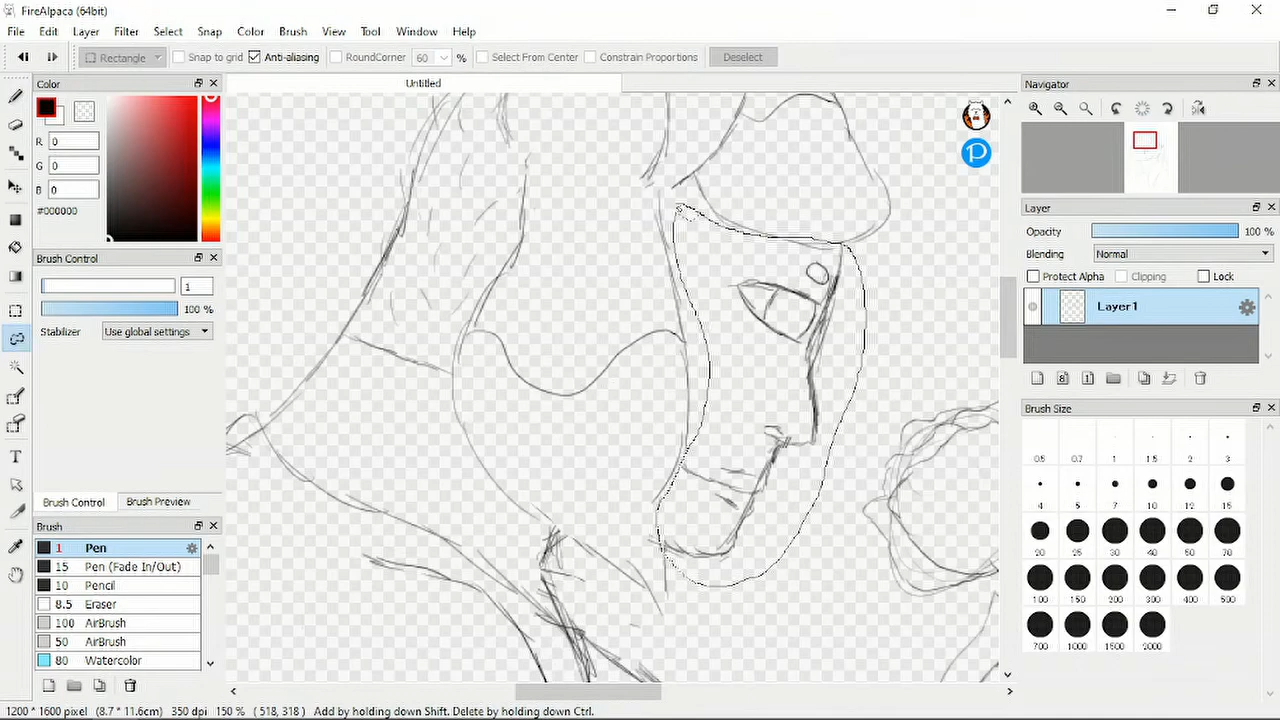 FireAlpaca (64bit)
File Edit Layer Filter Select Snap Color Brush View Tool Window Help
Rectangle Snap to grid Anti-aliasing RoundCorner 60 % Select From Center Constrain Proportions Deselect
Color
Untitled
Navigator
R 0
G 0
B 0
#000000
Brush Control
1
100 %
Stabilizer Use global settings
Brush Control Brush Preview
Brush
1 Pen
15 Pen (Fade In/Out)
10 Pencil
8.5 Eraser
100 AirBrush
50 AirBrush
80 Watercolor
P
Layer
Opacity 100 %
Blending Normal
Protect Alpha Clipping Lock
Layer1
8 1
Brush Size
0.5 0.7 1 1.5 2 3
4 5 7 10 12 15
20 25 30 40 50 70
100 150 200 300 400 500
700 1000 1500 2000
1200 * 1600 pixel (8.7 * 11.6cm) 350 dpi 150 % ( 518, 318 ) Add by holding down Shift. Delete by holding down Ctrl.